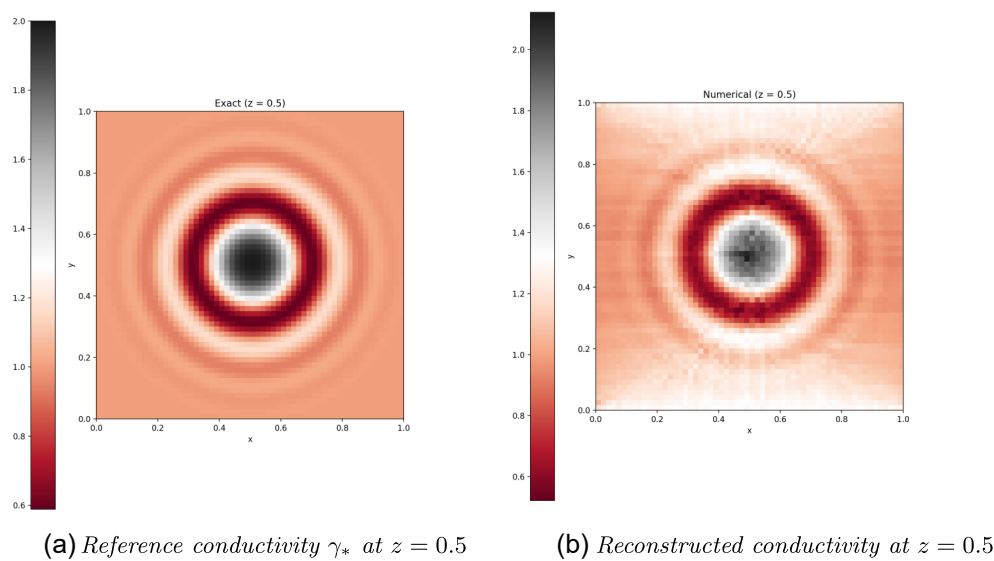 Exact (z = 0.5)
2.0
1.8
1.6
1.4
1.2
1.0
0.8
0.6
1.0
0.8
0.6
0.4
0.2
0.0
y
0.0 0.2 0.4 0.6 0.8 1.0
x
(a) Reference conductivity γ∗ at z = 0.5
Numerical (z = 0.5)
2.0
1.8
1.6
1.4
1.2
1.0
0.8
0.6
1.0
0.8
0.6
0.4
0.2
0.0
y
0.0 0.2 0.4 0.6 0.8 1.0
x
(b) Reconstructed conductivity at z = 0.5